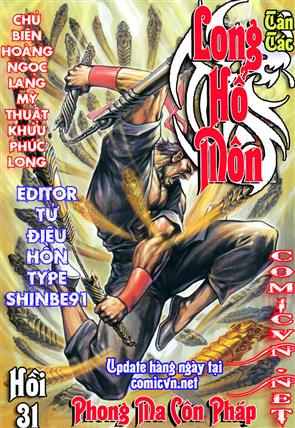 CHỦ
BIÊN
HOÀNG
NGỌC
LANG
MỸ
THUẬT
KHƯU
PHÚC
LONG
Tân
Tác
Long
Hổ
Môn
EDITOR
TỪ
ĐIỆU
HỒN
TYPE
SHINBE91
COMICVN.NET
Update hàng ngày tại
comicvn.net
Hồi
31
Phong Ma Côn Pháp